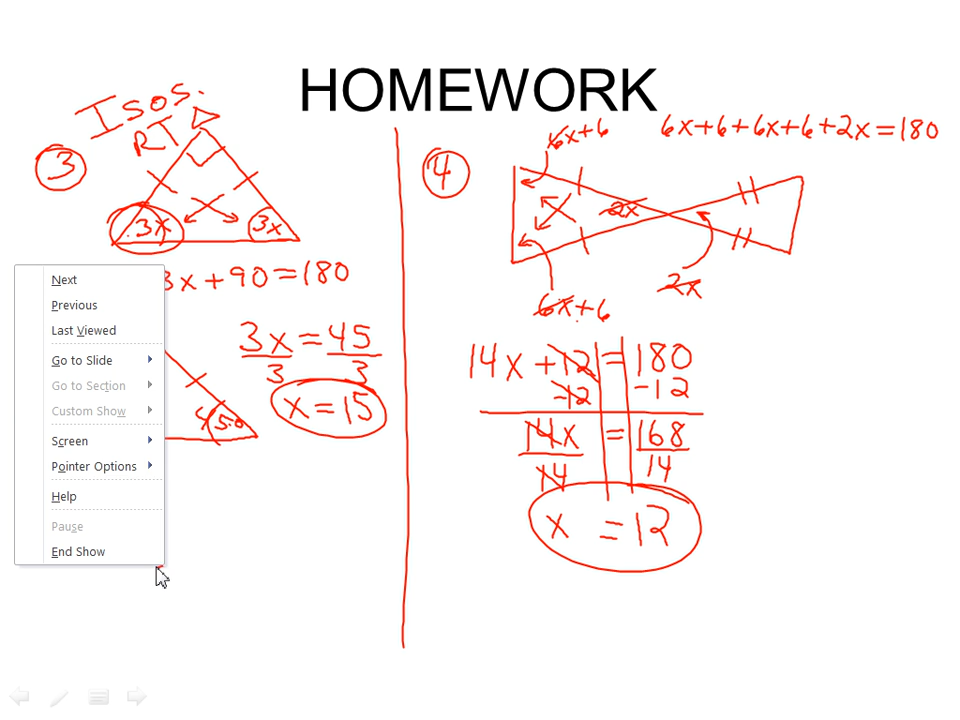 HOMEWORK
Isos.
RT △
3
3x
3x
3x + 90 = 180
3x = 45
3 3
x = 15
45°
4
6x + 6
6x + 6 + 6x + 6 + 2x = 180
2x
2x
6x + 6
14x + 12 = 180
-12 -12
14x = 168
14 14
x = 12
Next
Previous
Last Viewed
Go to Slide
Go to Section
Custom Show
Screen
Pointer Options
Help
Pause
End Show